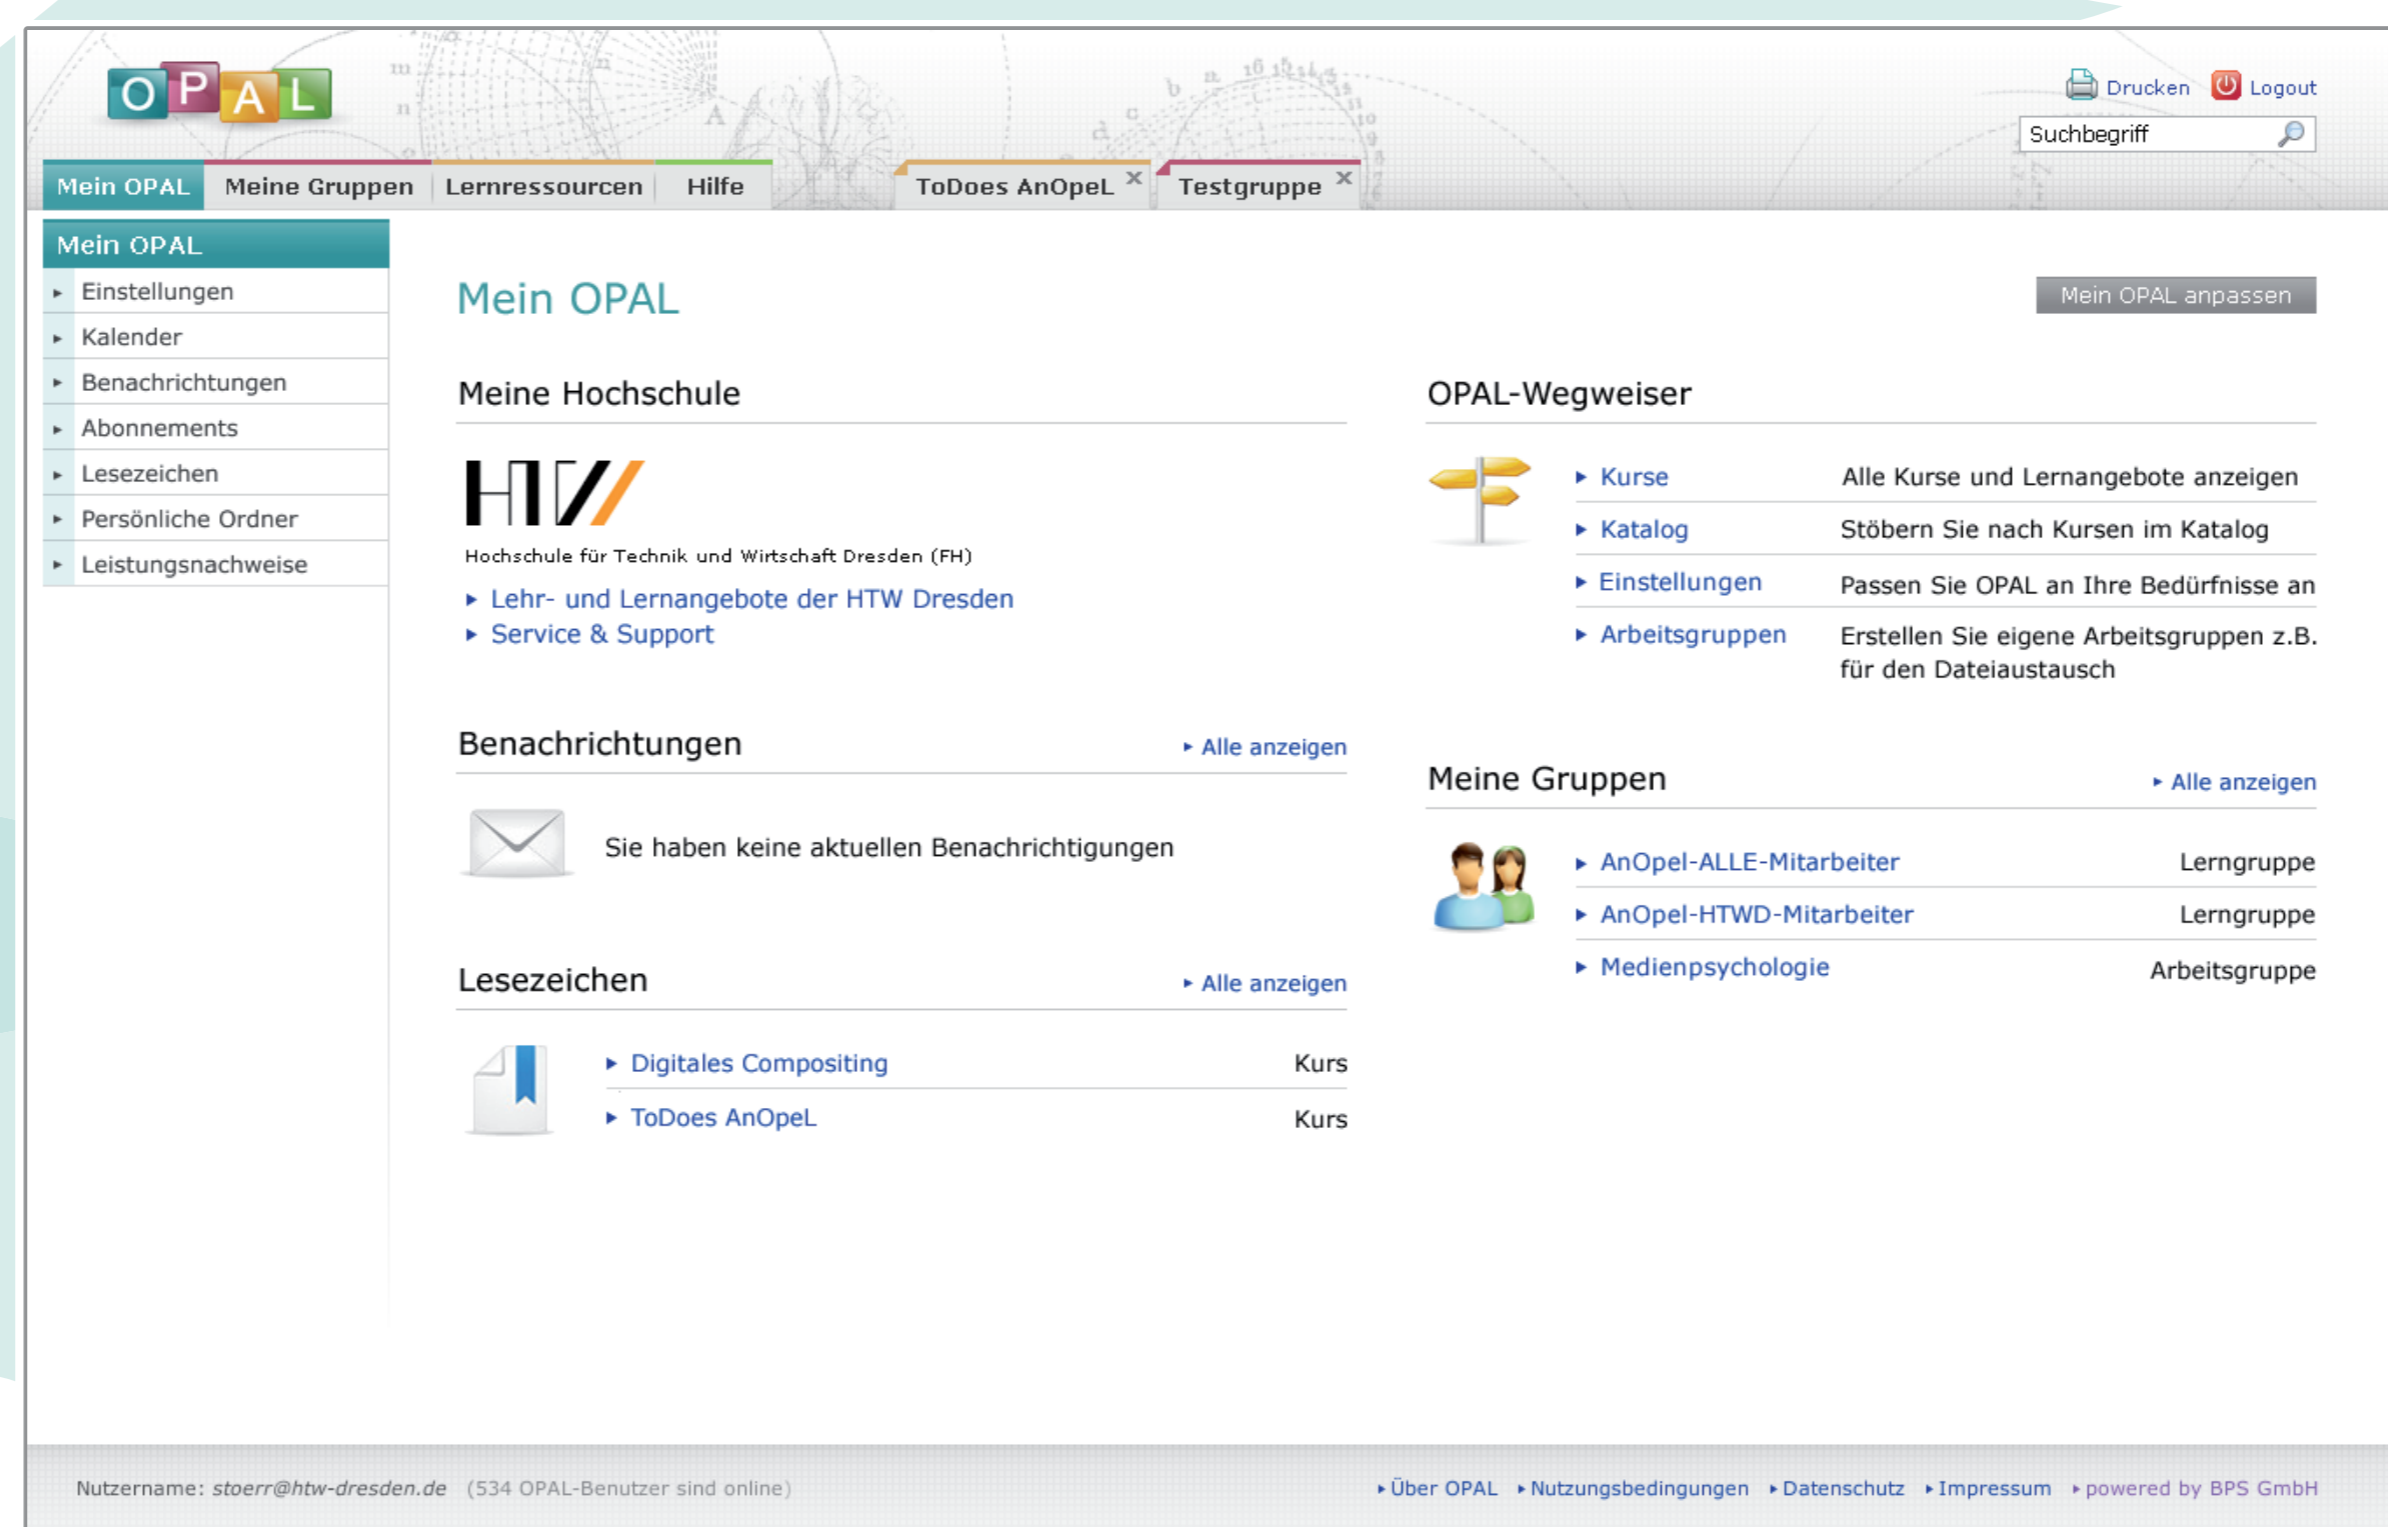 OPAL
Drucken Logout
Suchbegriff
Mein OPAL Meine Gruppen Lernressourcen Hilfe ToDoes AnOpeL x Testgruppe x
Mein OPAL
Einstellungen
Kalender
Benachrichtungen
Abonnements
Lesezeichen
Persönliche Ordner
Leistungsnachweise
Mein OPAL
Mein OPAL anpassen
Meine Hochschule
HTW
Hochschule für Technik und Wirtschaft Dresden (FH)
Lehr- und Lernangebote der HTW Dresden
Service & Support
Benachrichtungen Alle anzeigen
Sie haben keine aktuellen Benachrichtigungen
Lesezeichen Alle anzeigen
Digitales Compositing Kurs
ToDoes AnOpeL Kurs
OPAL-Wegweiser
Kurse Alle Kurse und Lernangebote anzeigen
Katalog Stöbern Sie nach Kursen im Katalog
Einstellungen Passen Sie OPAL an Ihre Bedürfnisse an
Arbeitsgruppen Erstellen Sie eigene Arbeitsgruppen z.B.
für den Dateiaustausch
Meine Gruppen Alle anzeigen
AnOpel-ALLE-Mitarbeiter Lerngruppe
AnOpel-HTWD-Mitarbeiter Lerngruppe
Medienpsychologie Arbeitsgruppe
Nutzername: stoerr@htw-dresden.de (534 OPAL-Benutzer sind online)
Über OPAL Nutzungsbedingungen Datenschutz Impressum powered by BPS GmbH